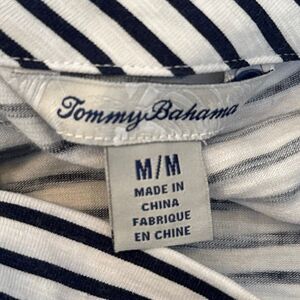 Tommy Bahama
M/M
MADE IN
CHINA
FABRIQUE
EN CHINE